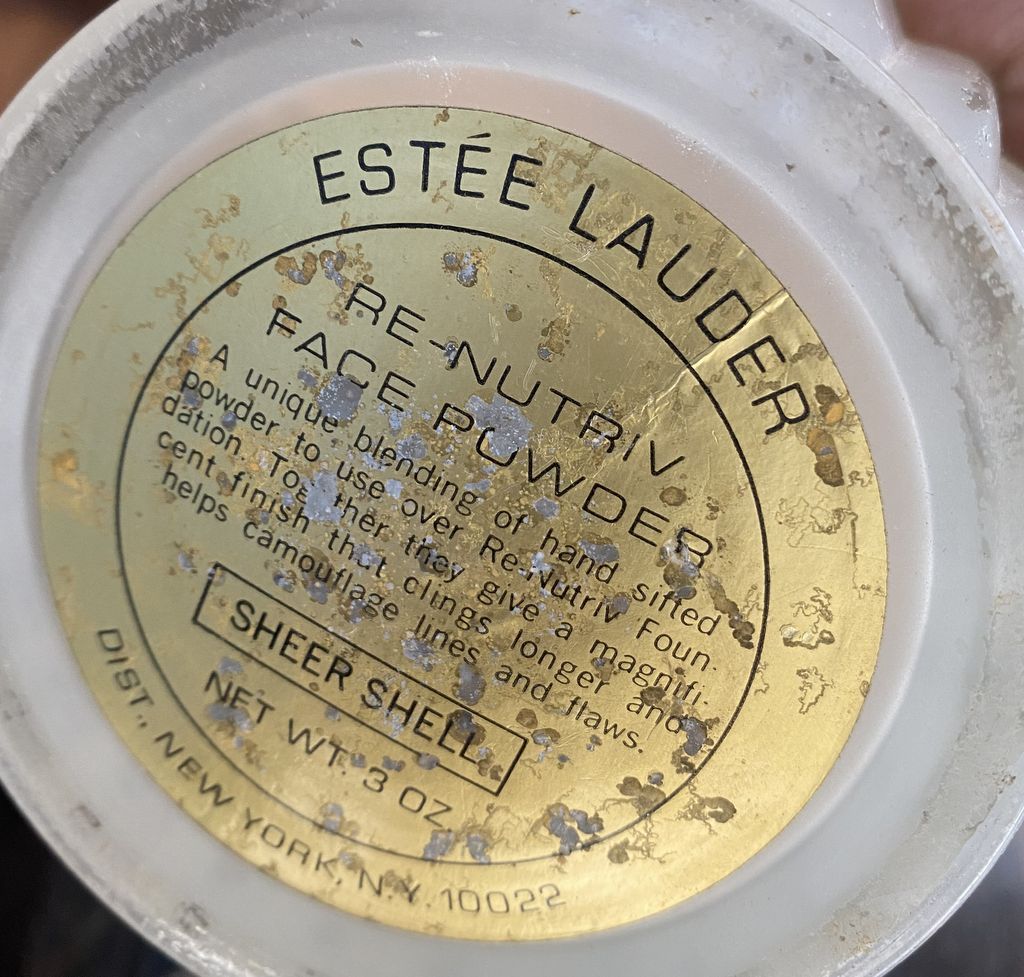 ESTÉE LAUDER
RE-NUTRIV
FACE POWDER
A unique blending of hand sifted
powder to use over Re-Nutriv Foun-
dation. Together they give a magnifi-
cent finish that clings longer and
helps camouflage lines and flaws.
SHEER SHELL
NET WT. 3 OZ.
DIST., NEW YORK, N.Y. 10022